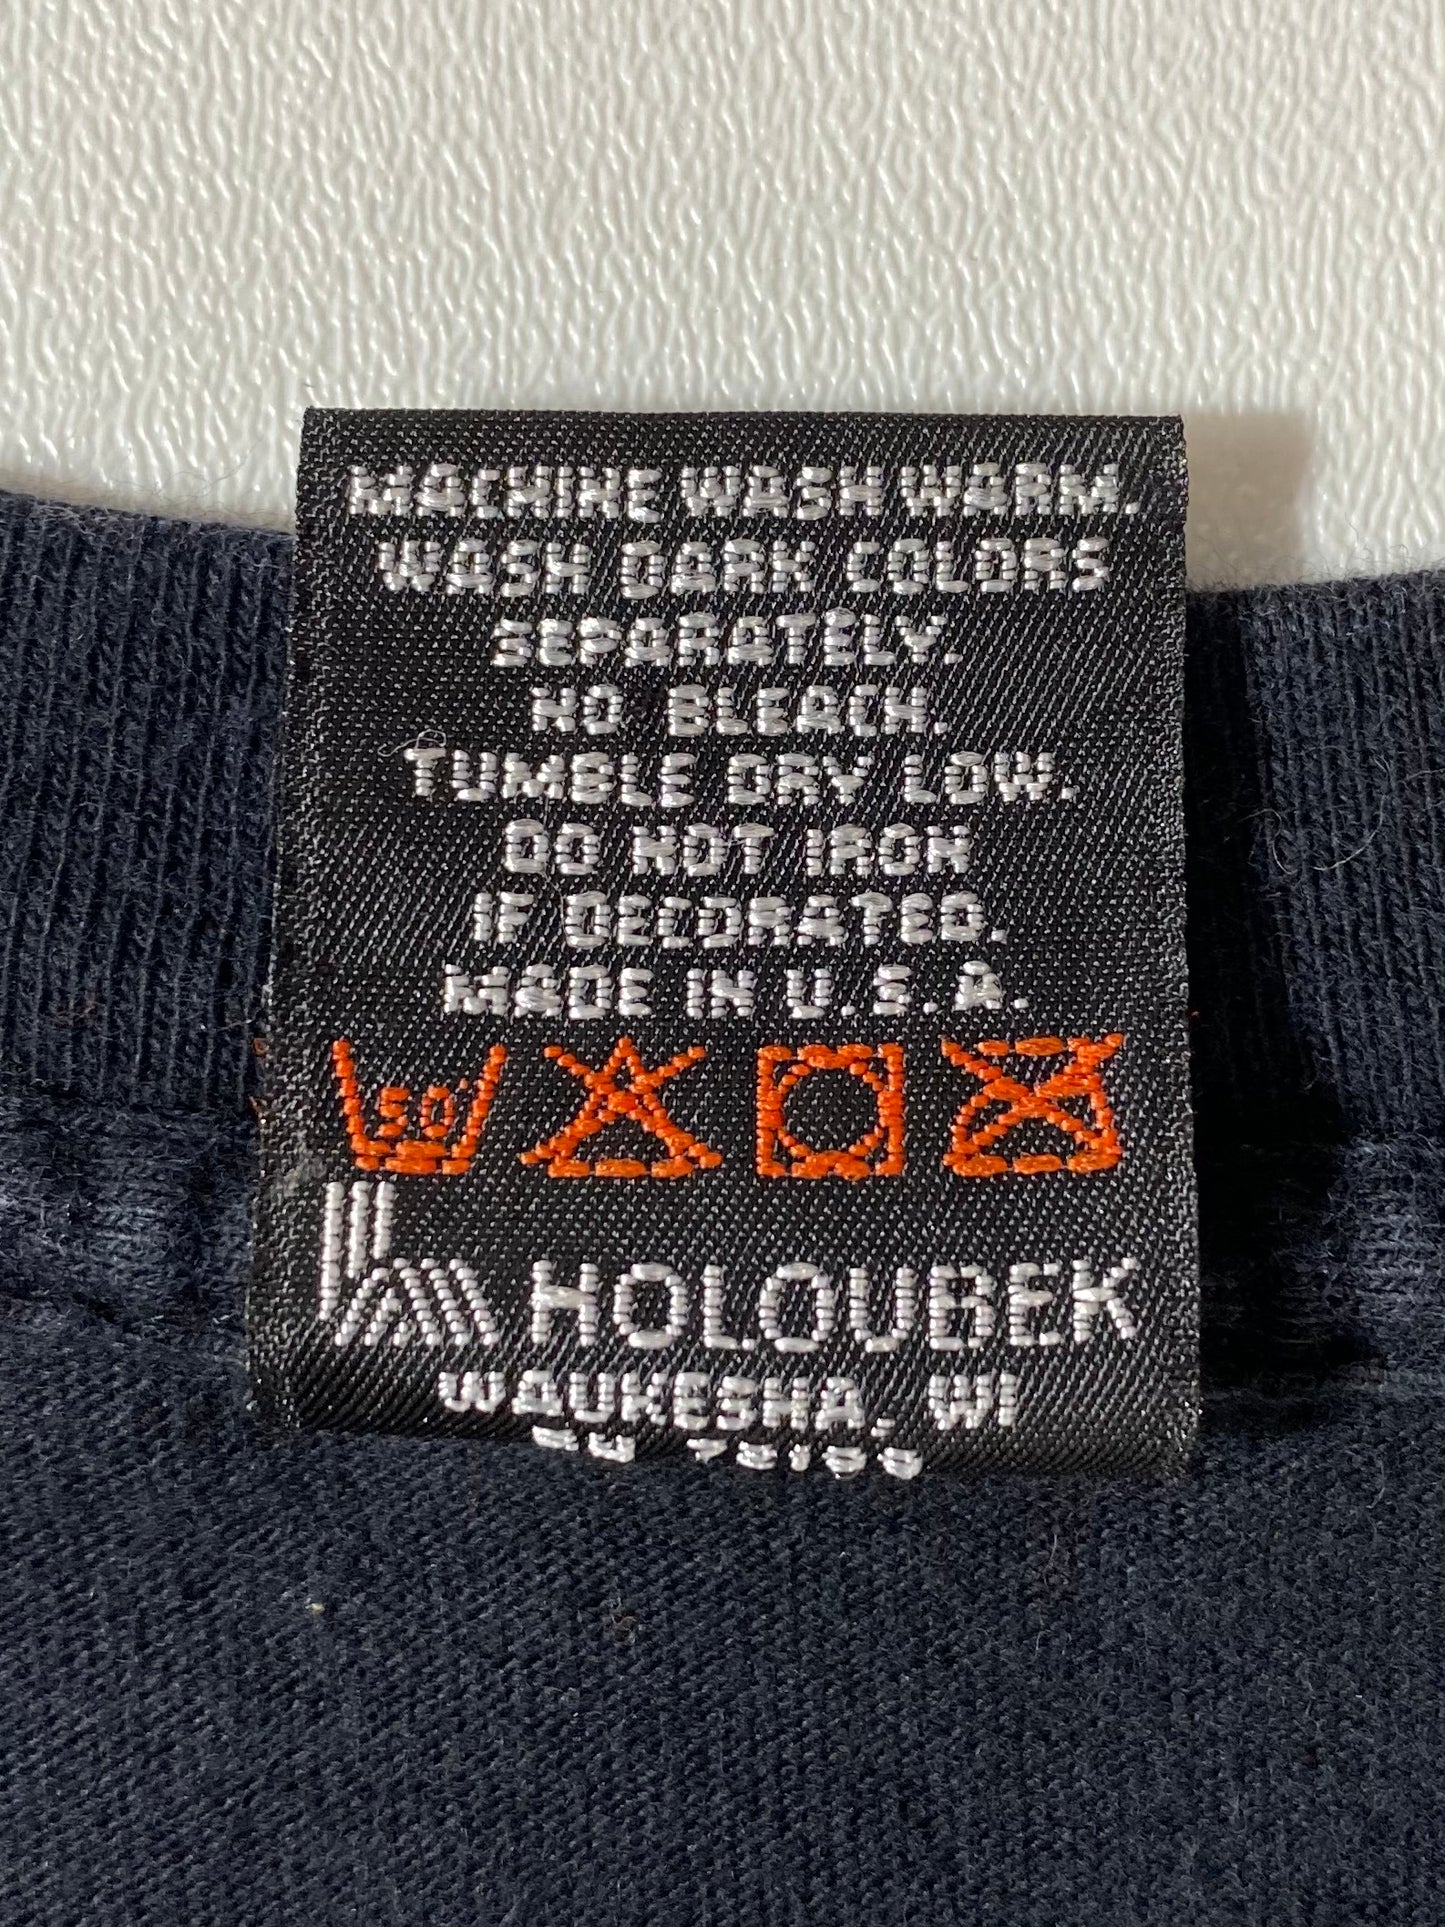 MACHINE WASH WARM.
WASH DARK COLORS
SEPARATELY.
NO BLEACH.
TUMBLE DRY LOW.
DO NOT IRON
IF DECORATED.
MADE IN U.S.A.
50°
HOLOUBEK
WAUKESHA, WI